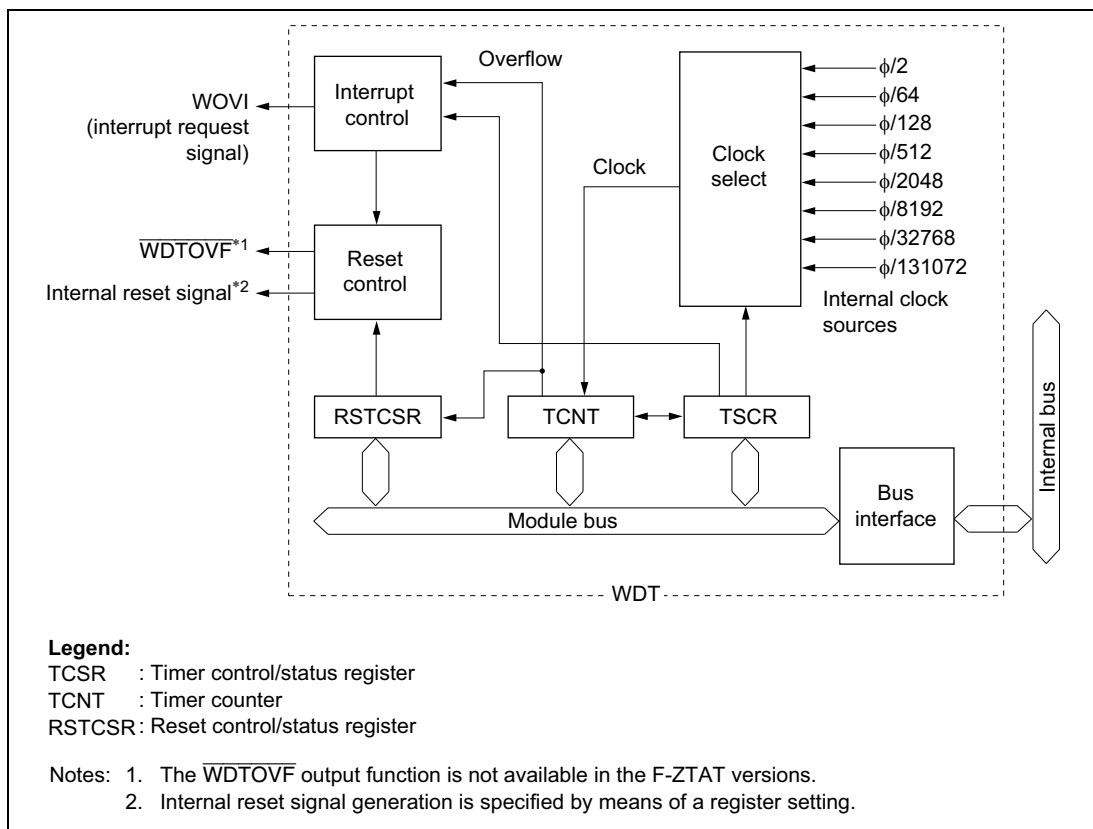 Overflow
WOVI
(interrupt request
signal)
Interrupt
control
Clock
select
ϕ/2
ϕ/64
ϕ/128
ϕ/512
ϕ/2048
ϕ/8192
ϕ/32768
ϕ/131072
Clock
WDTOVF*1
Internal reset signal*2
Reset
control
Internal clock
sources
RSTCSR
TCNT
TSCR
Module bus
Bus
interface
Internal bus
WDT
Legend:
TCSR : Timer control/status register
TCNT : Timer counter
RSTCSR : Reset control/status register
Notes: 1. The WDTOVF output function is not available in the F-ZTAT versions.
2. Internal reset signal generation is specified by means of a register setting.